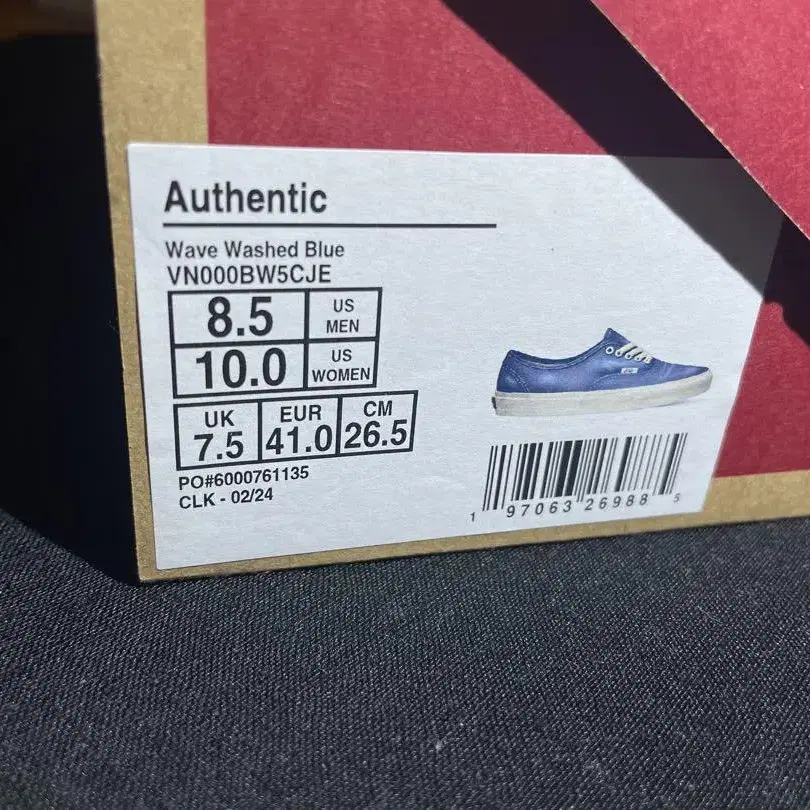 Authentic
Wave Washed Blue
VN000BW5CJE
8.5 US MEN
10.0 US WOMEN
UK 7.5 EUR 41.0 CM 26.5
PO#6000761135
CLK - 02/24
1 97063 26988 5